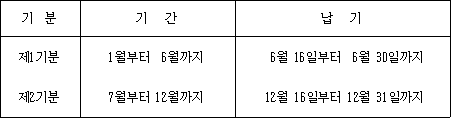 기 분 기 간 납 기
제1기분 1월부터 6월까지 6월 16일부터 6월 30일까지
제2기분 7월부터 12월까지 12월 16일부터 12월 31일까지